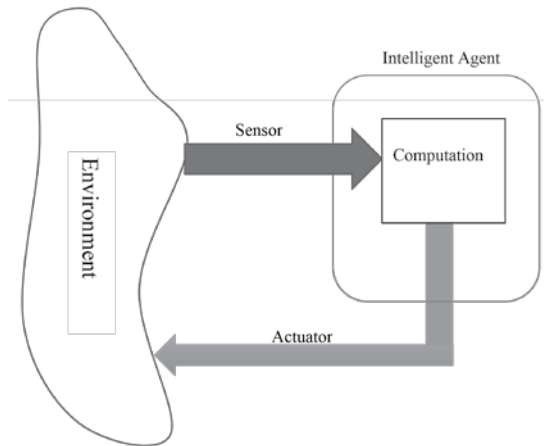 Intelligent Agent
Sensor
Computation
Environment
Actuator